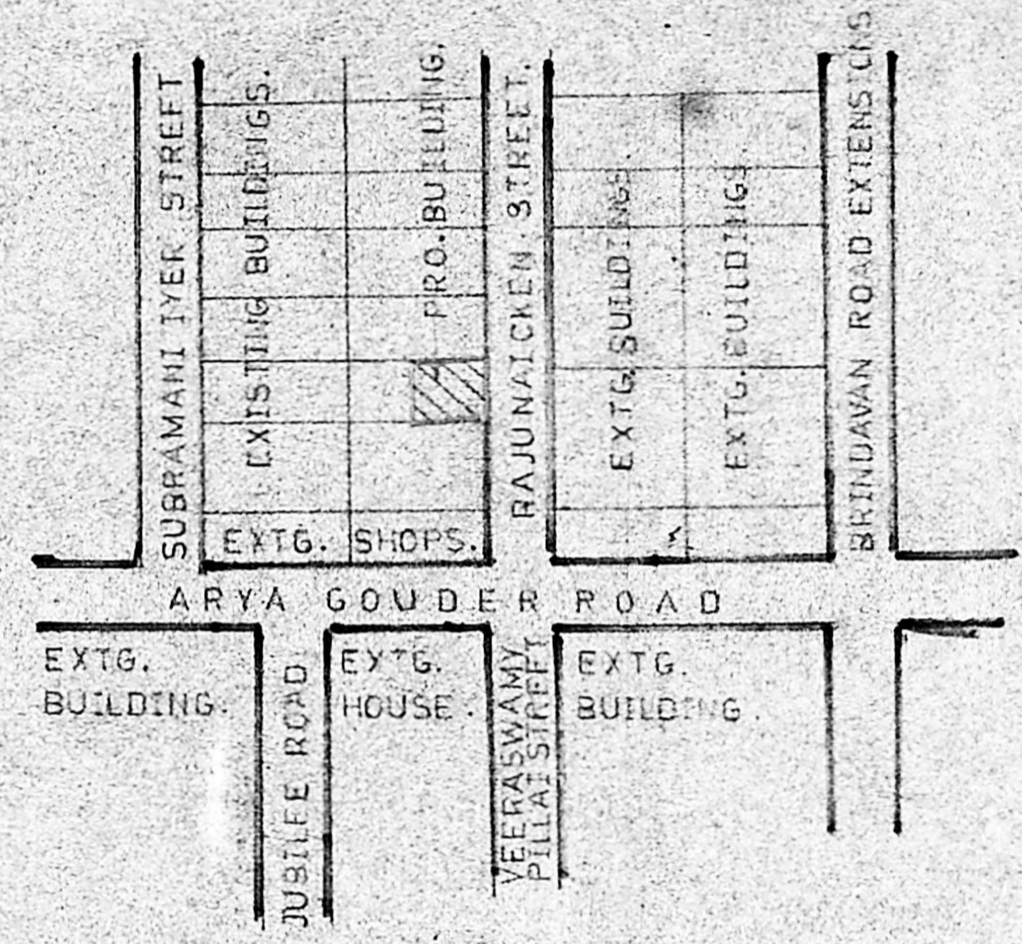 SUBRAMANI IYER STREET
EXISTING BUILDINGS.
PRO. BUILDING.
RAJUNAICKEN STREET.
EXTG. BUILDINGS.
EXTG. BUILDINGS.
BRINDAVAN ROAD EXTENSIONS.
EXTG. SHOPS.
ARYA GOUDER ROAD
EXTG.
BUILDING.
JUBILEE ROAD
EXTG.
HOUSE.
VEERASWAMY
PILLAI STREET
EXTG.
BUILDING.